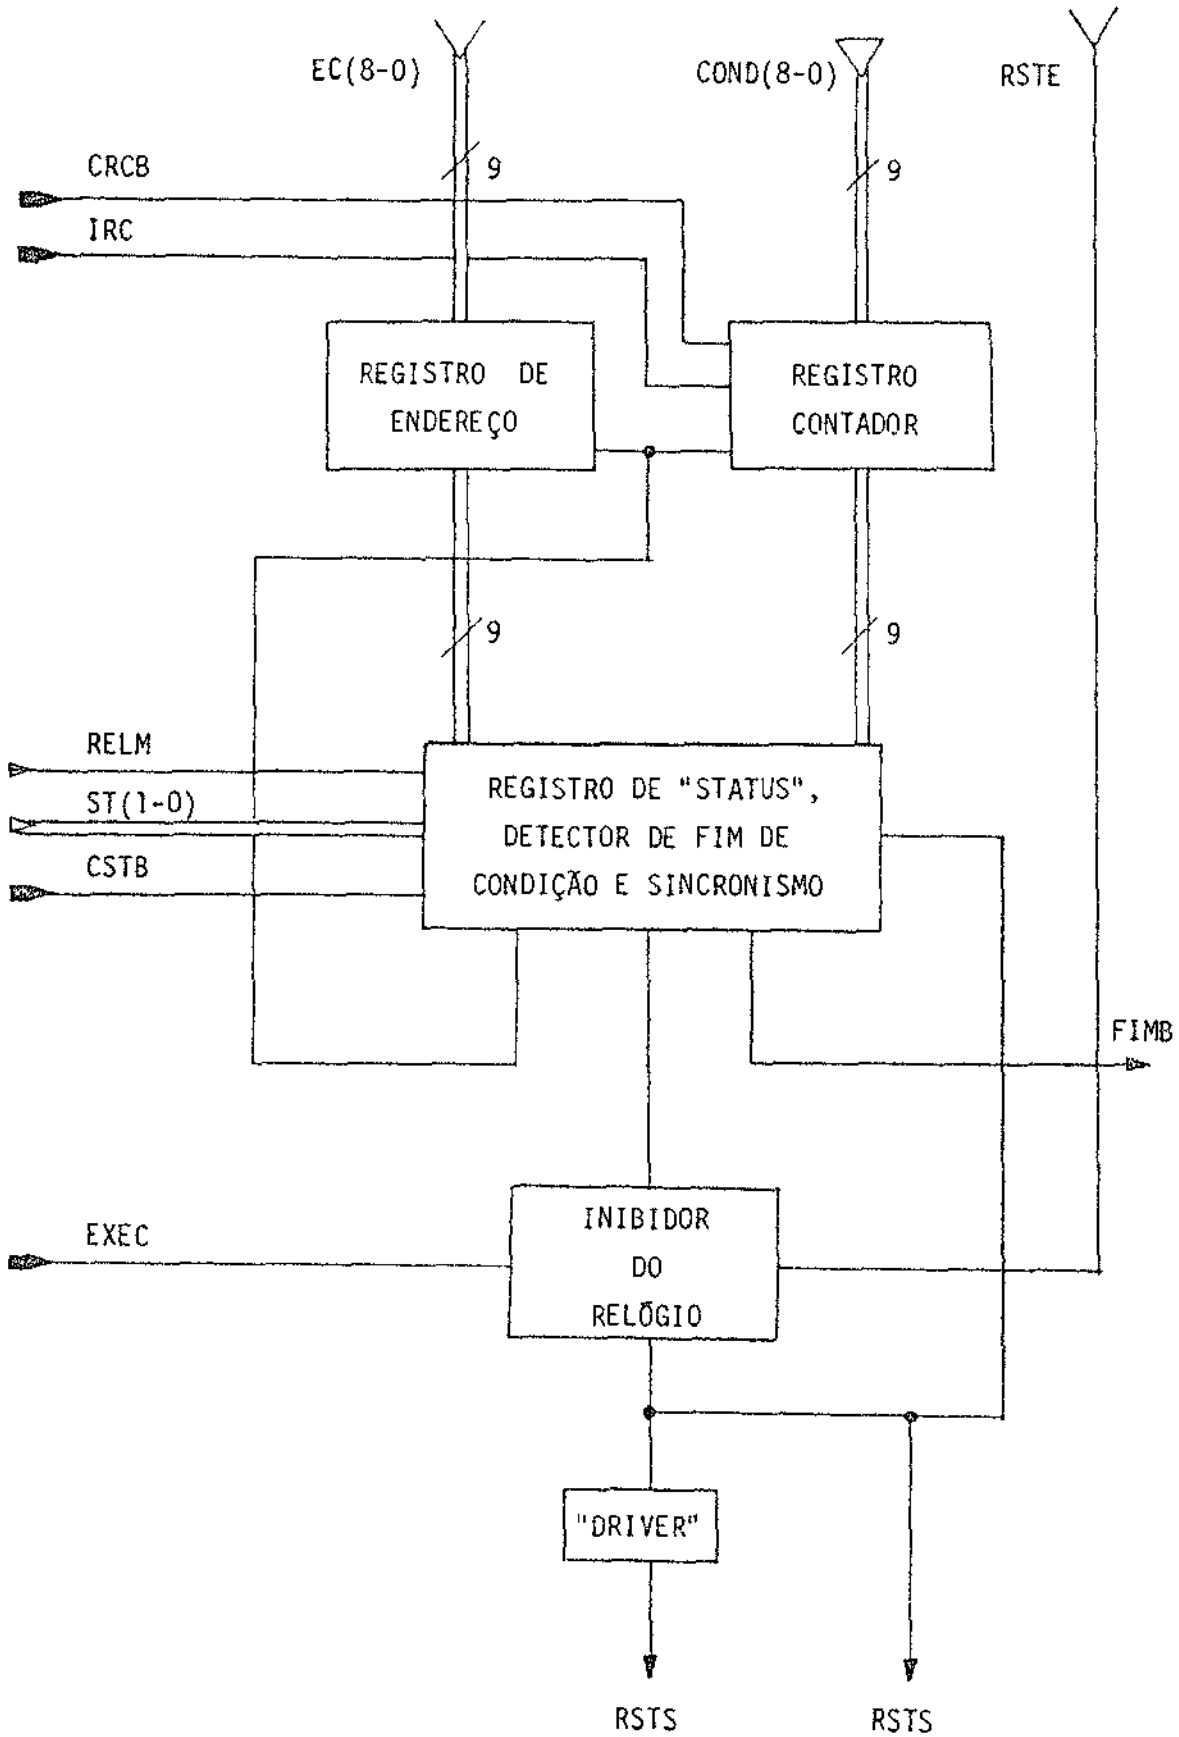 EC(8-0)
COND(8-0)
RSTE
9
9
CRCB
IRC
REGISTRO DE
ENDEREÇO
REGISTRO
CONTADOR
9
9
RELM
ST(1-0)
CSTB
REGISTRO DE "STATUS",
DETECTOR DE FIM DE
CONDIÇÃO E SINCRONISMO
FIMB
EXEC
INIBIDOR
DO
RELÓGIO
"DRIVER"
RSTS
RSTS